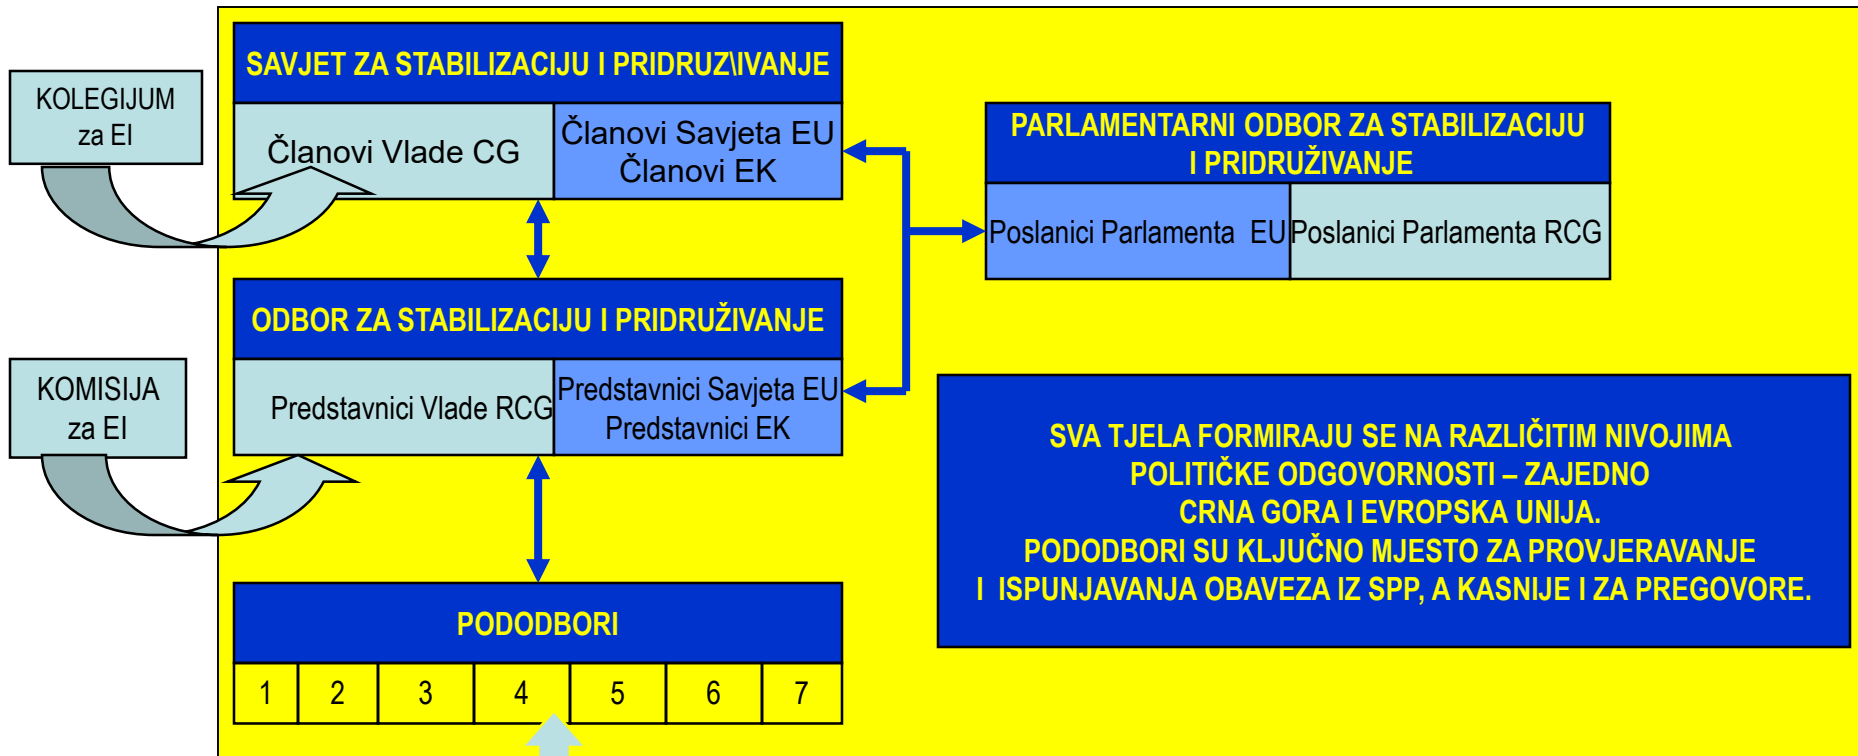 SAVJET ZA STABILIZACIJU I PRIDRUZ\IVANJE
KOLEGIJUM
za EI
Članovi Vlade CG
Članovi Savjeta EU
Članovi EK
PARLAMENTARNI ODBOR ZA STABILIZACIJU
I PRIDRUŽIVANJE
Poslanici Parlamenta  EU
Poslanici Parlamenta RCG
ODBOR ZA STABILIZACIJU I PRIDRUŽIVANJE
KOMISIJA
za EI
Predstavnici Vlade RCG
Predstavnici Savjeta EU
Predstavnici EK
SVA TJELA FORMIRAJU SE NA RAZLIČITIM NIVOJIMA
POLITIČKE ODGOVORNOSTI – ZAJEDNO
CRNA GORA I EVROPSKA UNIJA.
PODODBORI SU KLJUČNO MJESTO ZA PROVJERAVANJE
I  ISPUNJAVANJA OBAVEZA IZ SPP, A KASNIJE I ZA PREGOVORE.
PODODBORI
1 2 3 4 5 6 7